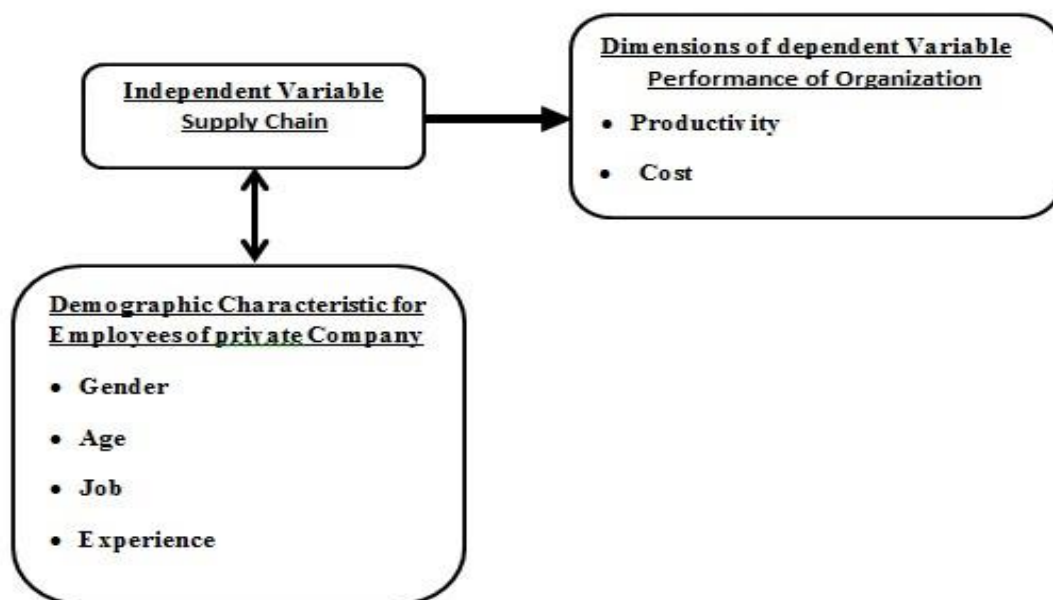 Independent Variable
Supply Chain
Dimensions of dependent Variable
Performance of Organization
• Productivity
• Cost
Demographic Characteristic for
Employees of private Company
• Gender
• Age
• Job
• Experience